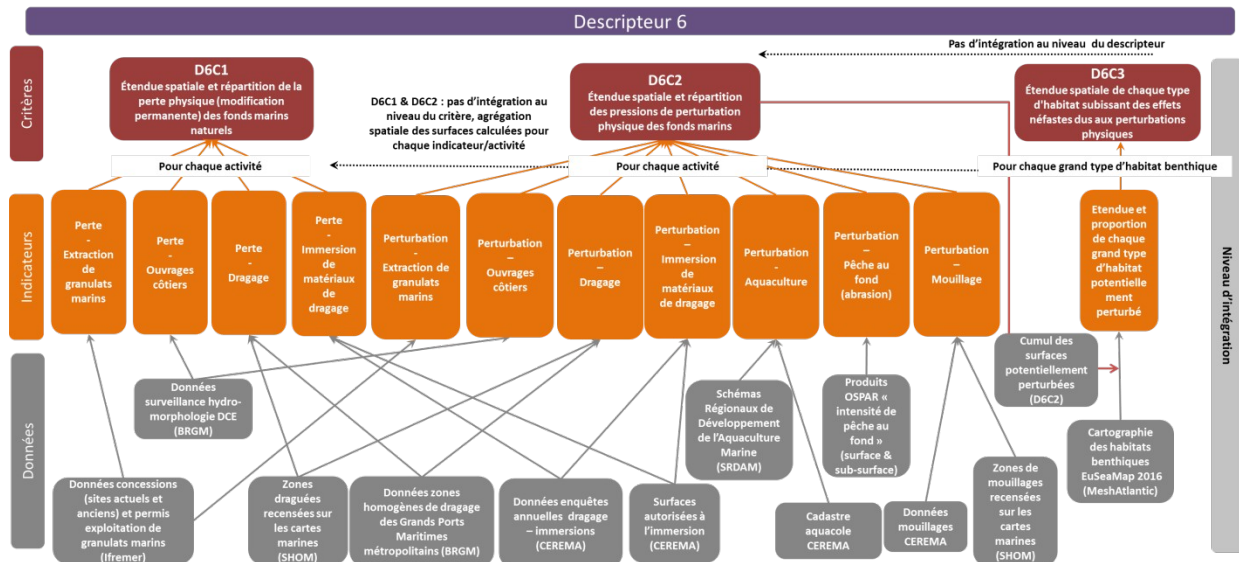 Descripteur 6
Critères
Pas d'intégration au niveau du descripteur
D6C1
Étendue spatiale et répartition de la
perte physique (modification
permanente) des fonds marins
naturels
D6C1 & D6C2 : pas d'intégration au
niveau du critère, agrégation
spatiale des surfaces calculées pour
chaque indicateur/activité
D6C2
Étendue spatiale et répartition
des pressions de perturbation
physique des fonds marins
D6C3
Étendue spatiale de chaque type
d'habitat subissant des effets
néfastes dus aux perturbations
physiques
Pour chaque activité
Pour chaque activité
Pour chaque grand type d'habitat benthique
Niveau d'intégration
Indicateurs
Perte
-
Extraction de
granulats
marins
Perte
-
Ouvrages
côtiers
Perte
-
Dragage
Perte
-
Immersion de
matériaux de
dragage
Perturbation
-
Extraction de
granulats
marins
Perturbation
–
Ouvrages
côtiers
Perturbation
–
Dragage
Perturbation
–
Immersion de
matériaux
de dragage
Perturbation
-
Aquaculture
Perturbation
–
Pêche au
fond
(abrasion)
Perturbation
–
Mouillage
Etendue et
proportion
de chaque
grand type
d'habitat
potentielle
ment
perturbé
Données
Données
surveillance hydro-
morphologie DCE
(BRGM)
Schémas
Régionaux de
Développement
de l'Aquaculture
Marine
(SRDAM)
Produits
OSPAR «
intensité de
pêche au
fond »
(surface &
sub-surface)
Cumul des
surfaces
potentiellement
perturbées
(D6C2)
Cartographie
des habitats
benthiques
EuSeaMap 2016
(MeshAtlantic)
Données concessions
(sites actuels et
anciens) et permis
exploitation de
granulats marins
(Ifremer)
Zones
draguées
recensées sur
les cartes
marines
(SHOM)
Données zones
homogènes de dragage
des Grands Ports
Maritimes
métropolitains (BRGM)
Données enquêtes
annuelles dragage
– immersions
(CEREMA)
Surfaces
autorisées à
l'immersion
(CEREMA)
Cadastre
aquacole
CEREMA
Données
mouillages
CEREMA
Zones de
mouillages
recensées sur
les cartes
marines
(SHOM)